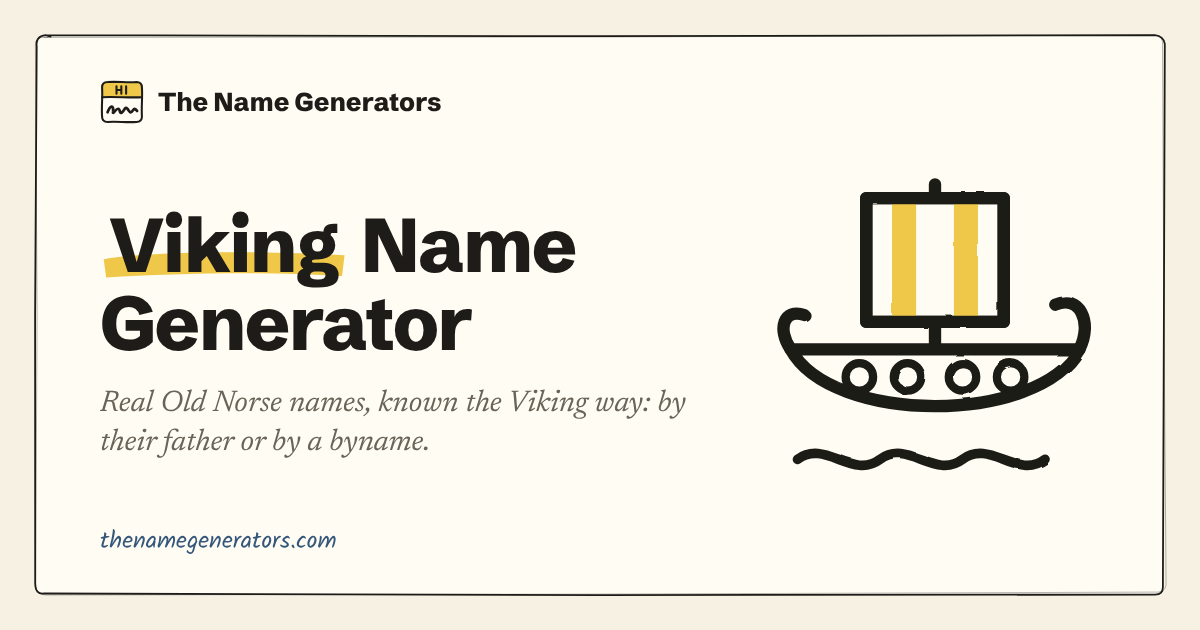 HI
The Name Generators
Viking Name
Generator
Real Old Norse names, known the Viking way: by
their father or by a byname.
thenamegenerators.com